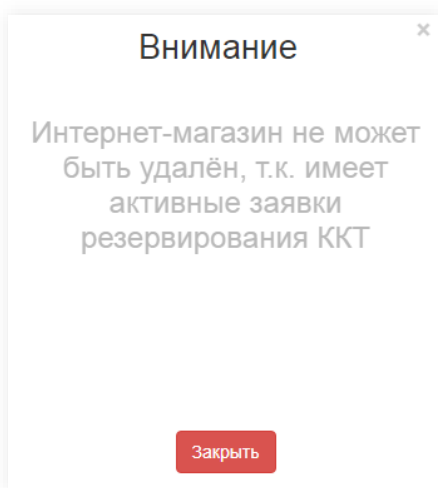 Внимание
×
Интернет-магазин не может
быть удалён, т.к. имеет
активные заявки
резервирования ККТ
Закрыть